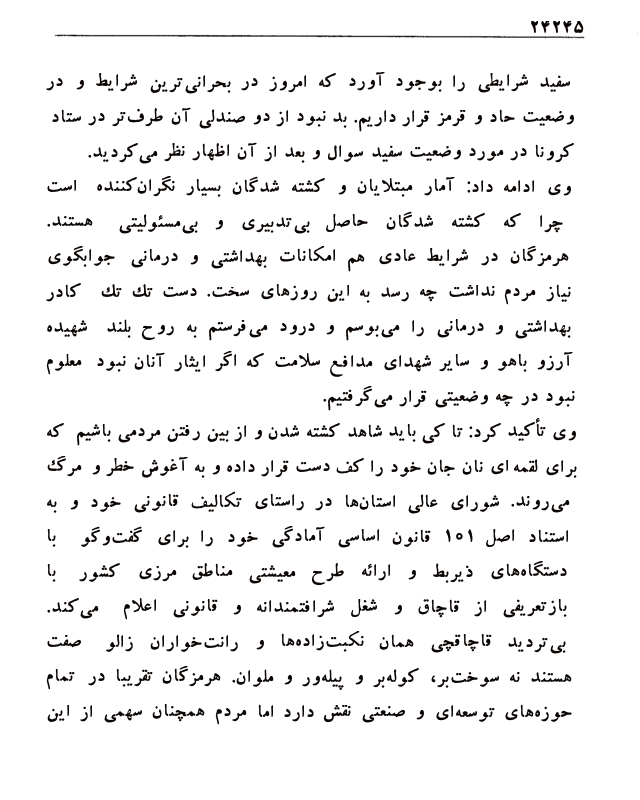 ۲۴۲۴۵
سفید شرایطی را بوجود آورد که امروز در بحرانی‌ترین شرایط و در
وضعیت حاد و قرمز قرار داریم. بد نبود از دو صندلی آن طرف‌تر در ستاد
کرونا در مورد وضعیت سفید سوال و بعد از آن اظهار نظر می‌کردید.
وی ادامه داد: آمار مبتلایان و کشته شدگان بسیار نگران‌کننده است
چرا که کشته شدگان حاصل بی‌تدبیری و بی‌مسئولیتی هستند.
هرمزگان در شرایط عادی هم امکانات بهداشتی و درمانی جوابگوی
نیاز مردم نداشت چه رسد به این روزهای سخت. دست تك تك کادر
بهداشتی و درمانی را می‌بوسم و درود می‌فرستم به روح بلند شهیده
آرزو باهو و سایر شهدای مدافع سلامت که اگر ایثار آنان نبود معلوم
نبود در چه وضعیتی قرار می‌گرفتیم.
وی تأکید کرد: تا کی باید شاهد کشته شدن و از بین رفتن مردمی باشیم که
برای لقمه ای نان جان خود را کف دست قرار داده و به آغوش خطر و مرگ
می‌روند. شورای عالی استان‌ها در راستای تکالیف قانونی خود و به
استناد اصل ۱۰۱ قانون اساسی آمادگی خود را برای گفت‌وگو با
دستگاه‌های ذیربط و ارائه طرح معیشتی مناطق مرزی کشور با
بازتعریفی از قاچاق و شغل شرافتمندانه و قانونی اعلام می‌کند.
بی‌تردید قاچاقچی همان نکبت‌زاده‌ها و رانت‌خواران زالو صفت
هستند نه سوخت‌بر، کوله‌بر و پیله‌ور و ملوان. هرمزگان تقریبا در تمام
حوزه‌های توسعه‌ای و صنعتی نقش دارد اما مردم همچنان سهمی از این